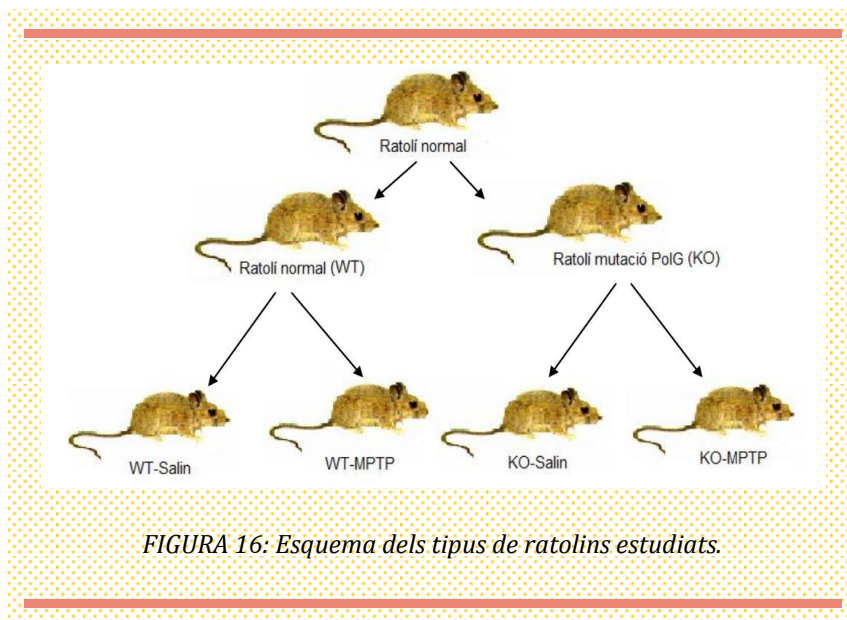 Ratolí normal
Ratolí normal (WT)
Ratolí mutació PolG (KO)
WT-Salin
WT-MPTP
KO-Salin
KO-MPTP
FIGURA 16: Esquema dels tipus de ratolins estudiats.